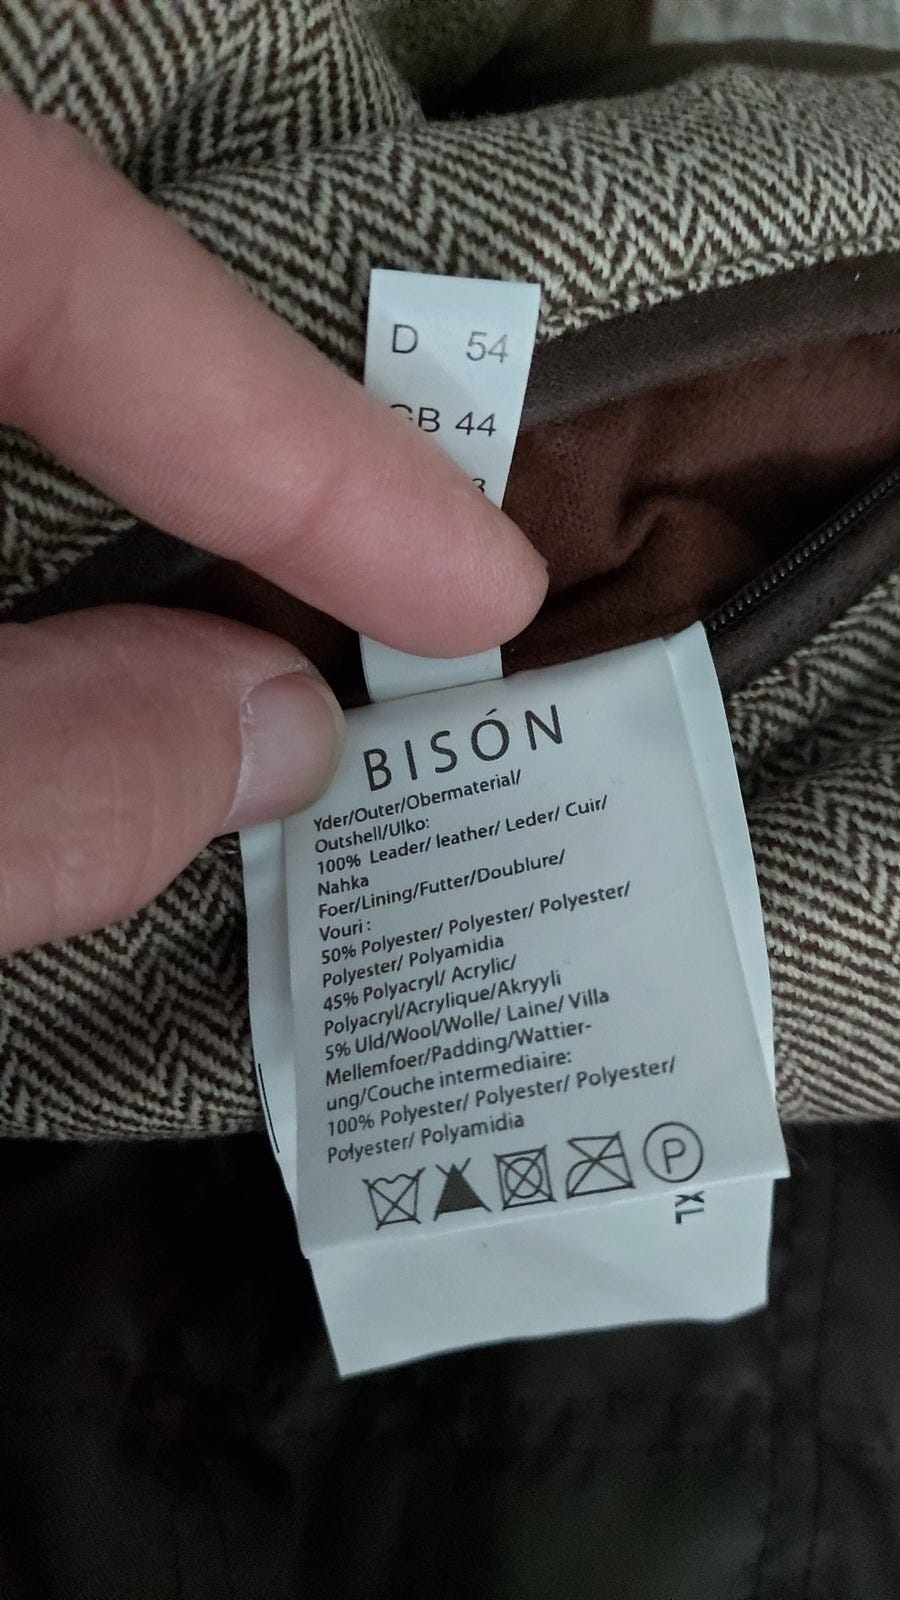 D 54
GB 44
3
BISÓN
Yder/Outer/Obermaterial/
Outshell/Ulko:
100% Leader/ leather/ Leder/ Cuir/
Nahka
Foer/Lining/Futter/Doublure/
Vouri :
50% Polyester/ Polyester/ Polyester/
Polyester/ Polyamidia
45% Polyacryl/ Acrylic/
Polyacryl/Acrylique/Akryyli
5% Uld/Wool/Wolle/ Laine/ Villa
Mellemfoer/Padding/Wattier-
ung/Couche intermediaire:
100% Polyester/ Polyester/ Polyester/
Polyester/ Polyamidia
P
XL